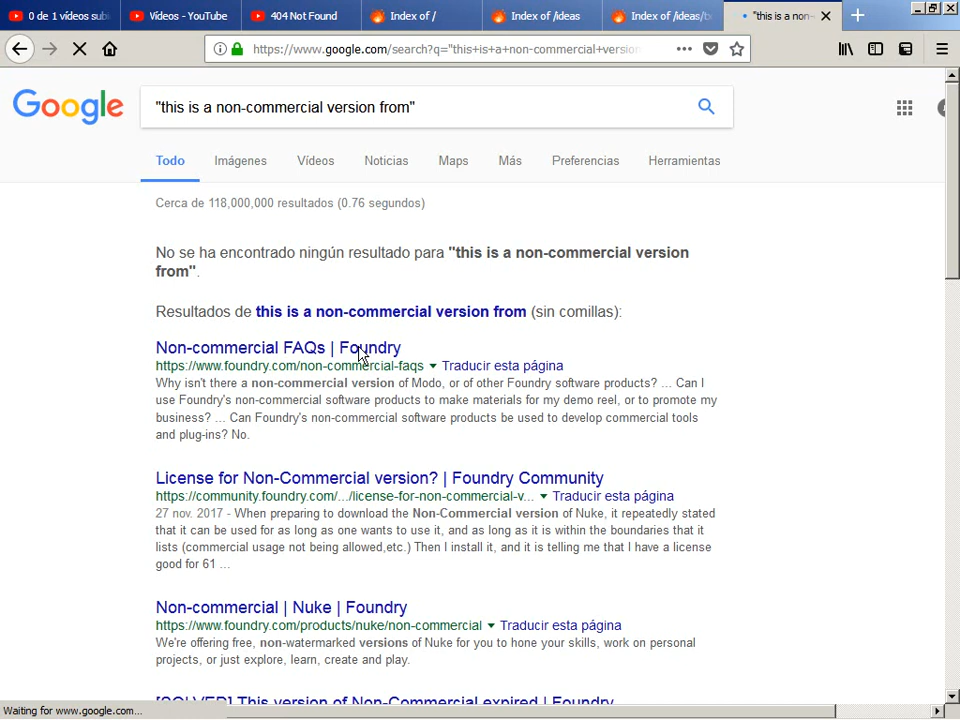 0 de 1 vídeos sub
Vídeos - YouTube
404 Not Found
Index of /
Index of /ideas
Index of /ideas/b
"this is a non-
https://www.google.com/search?q="this+is+a+non-commercial+version
Google
"this is a non-commercial version from"
Todo
Imágenes
Vídeos
Noticias
Maps
Más
Preferencias
Herramientas
Cerca de 118,000,000 resultados (0.76 segundos)
No se ha encontrado ningún resultado para "this is a non-commercial version
from".
Resultados de this is a non-commercial version from (sin comillas):
Non-commercial FAQs | Foundry
https://www.foundry.com/non-commercial-faqs Traducir esta página
Why isn't there a non-commercial version of Modo, or of other Foundry software products? ... Can I
use Foundry's non-commercial software products to make materials for my demo reel, or to promote my
business? ... Can Foundry's non-commercial software products be used to develop commercial tools
and plug-ins? No.
License for Non-Commercial version? | Foundry Community
https://community.foundry.com/.../license-for-non-commercial-v... Traducir esta página
27 nov. 2017 - When preparing to download the Non-Commercial version of Nuke, it repeatedly stated
that it can be used for as long as one wants to use it, and as long as it is within the boundaries that it
lists (commercial usage not being allowed,etc.) Then I install it, and it is telling me that I have a license
good for 61 ...
Non-commercial | Nuke | Foundry
https://www.foundry.com/products/nuke/non-commercial Traducir esta página
We're offering free, non-watermarked versions of Nuke for you to hone your skills, work on personal
projects, or just explore, learn, create and play.
[SOLVED] This version of Non-Commercial expired | Foundry
Waiting for www.google.com...